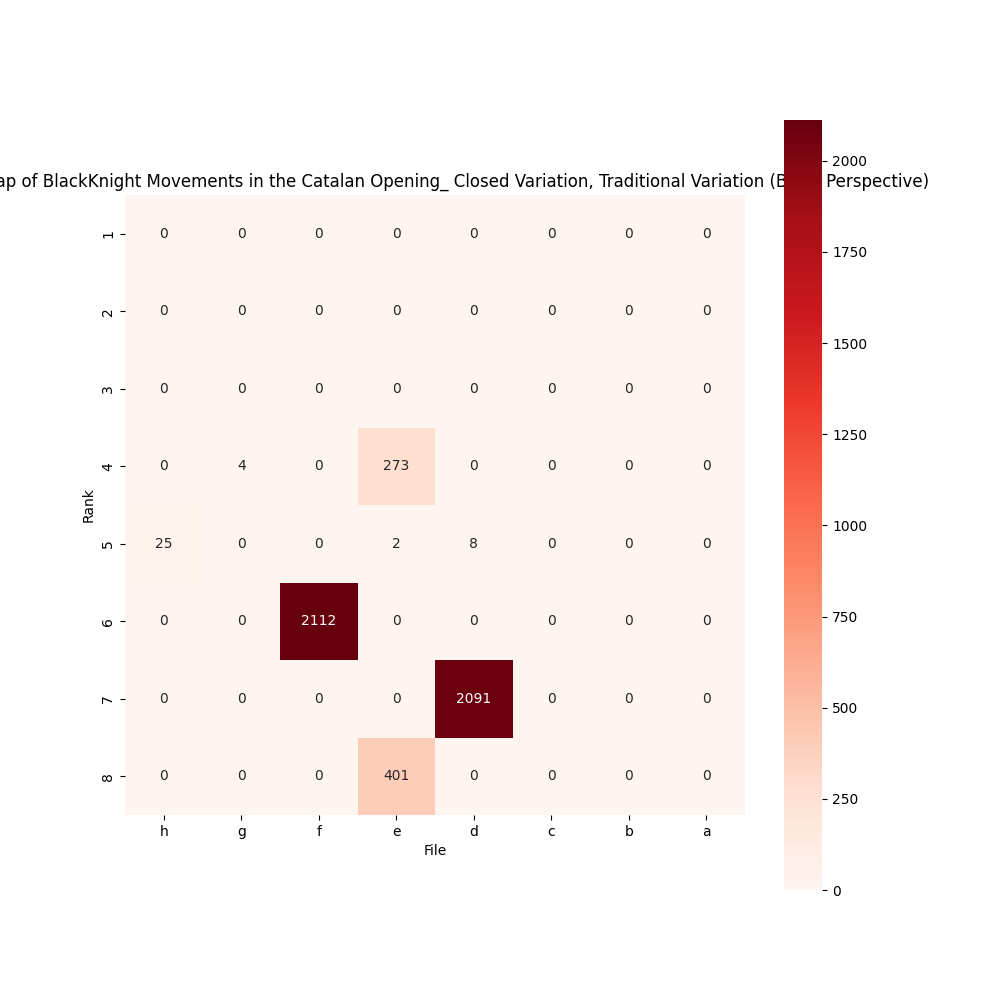 ap of BlackKnight Movements in the Catalan Opening_ Closed Variation, Traditional Variation (B Perspective)
1 0 0 0 0 0 0 0 0
2 0 0 0 0 0 0 0 0
3 0 0 0 0 0 0 0 0
4 0 4 0 273 0 0 0 0
5 25 0 0 2 8 0 0 0
6 0 0 2112 0 0 0 0 0
7 0 0 0 0 2091 0 0 0
8 0 0 0 401 0 0 0 0
h g f e d c b a
File
Rank
2000
1750
1500
1250
1000
750
500
250
0